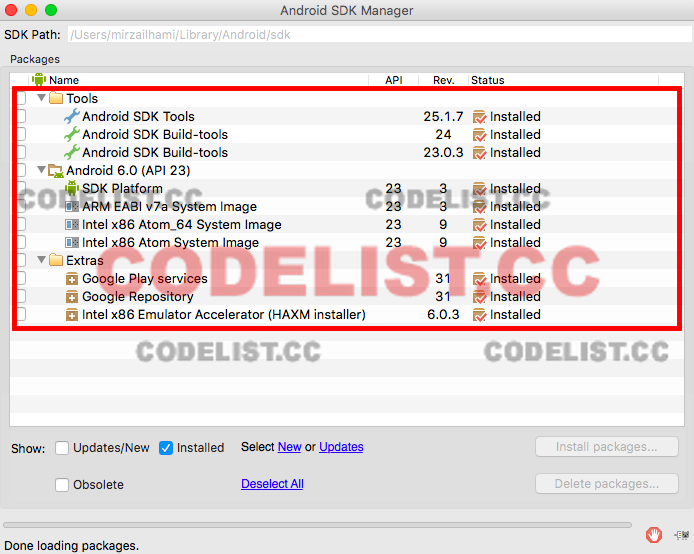 Android SDK Manager
SDK Path: /Users/mirzailhami/Library/Android/sdk
Packages
Name API Rev. Status
Tools
Android SDK Tools 25.1.7 Installed
Android SDK Build-tools 24 Installed
Android SDK Build-tools 23.0.3 Installed
Android 6.0 (API 23)
SDK Platform 23 3 Installed
CODELIST.CC CODELIST.CC
ARM EABI v7a System Image 23 3 Installed
Intel x86 Atom_64 System Image 23 9 Installed
Intel x86 Atom System Image 23 9 Installed
Extras
CODELIST.CC
Google Play services 31 Installed
Google Repository 31 Installed
Intel x86 Emulator Accelerator (HAXM installer) 6.0.3 Installed
CODELIST.CC CODELIST.CC
Show: Updates/New Installed Select New or Updates Install packages...
Obsolete Deselect All Delete packages...
Done loading packages.